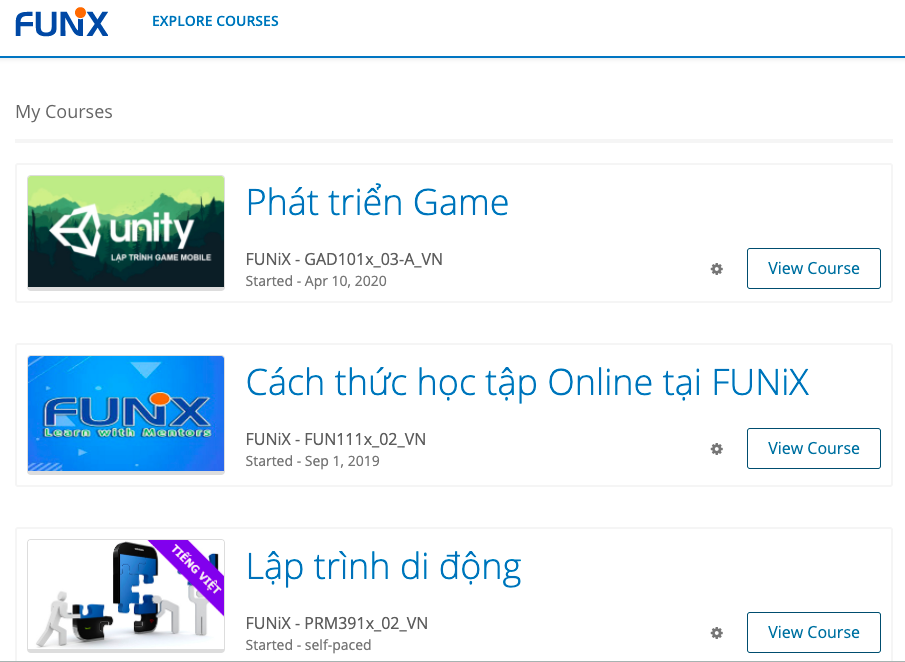 FUNiX
EXPLORE COURSES
My Courses
unity
LẬP TRÌNH GAME MOBILE
Phát triển Game
FUNiX - GAD101x_03-A_VN
Started - Apr 10, 2020
View Course
FUNiX
Learn with Mentors
Cách thức học tập Online tại FUNiX
FUNiX - FUN111x_02_VN
Started - Sep 1, 2019
View Course
TIẾNG VIỆT
Lập trình di động
FUNiX - PRM391x_02_VN
Started - self-paced
View Course